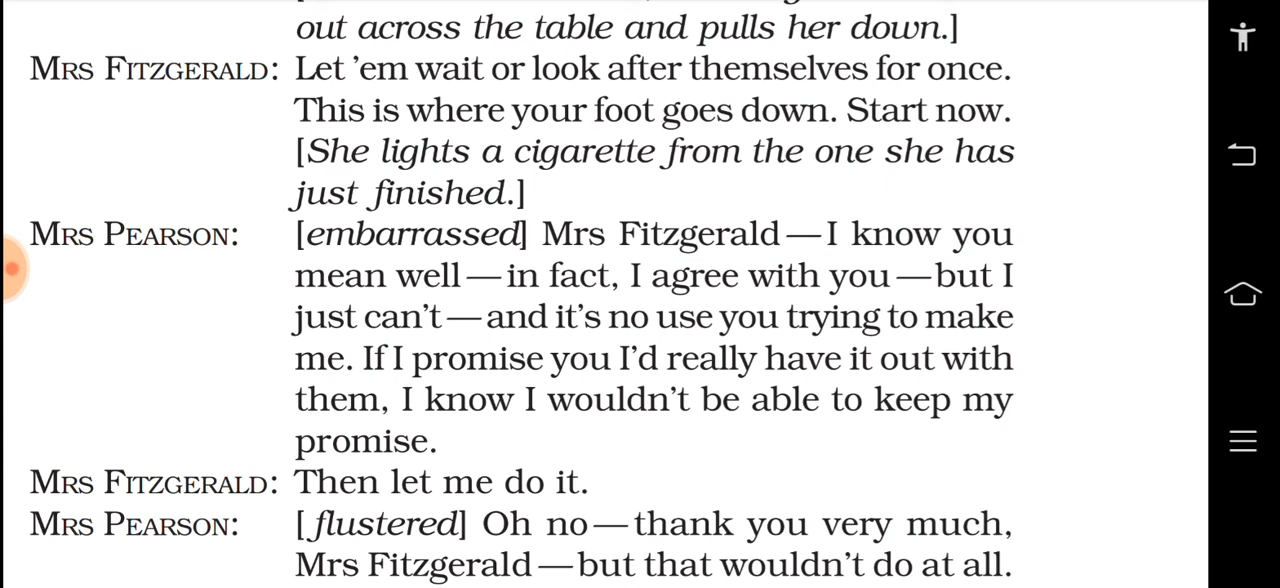 out across the table and pulls her down.]
MRS FITZGERALD: Let ’em wait or look after themselves for once.
This is where your foot goes down. Start now.
[She lights a cigarette from the one she has
just finished.]
MRS PEARSON: [embarrassed] Mrs Fitzgerald—I know you
mean well—in fact, I agree with you—but I
just can’t—and it’s no use you trying to make
me. If I promise you I’d really have it out with
them, I know I wouldn’t be able to keep my
promise.
MRS FITZGERALD: Then let me do it.
MRS PEARSON: [flustered] Oh no—thank you very much,
Mrs Fitzgerald—but that wouldn’t do at all.